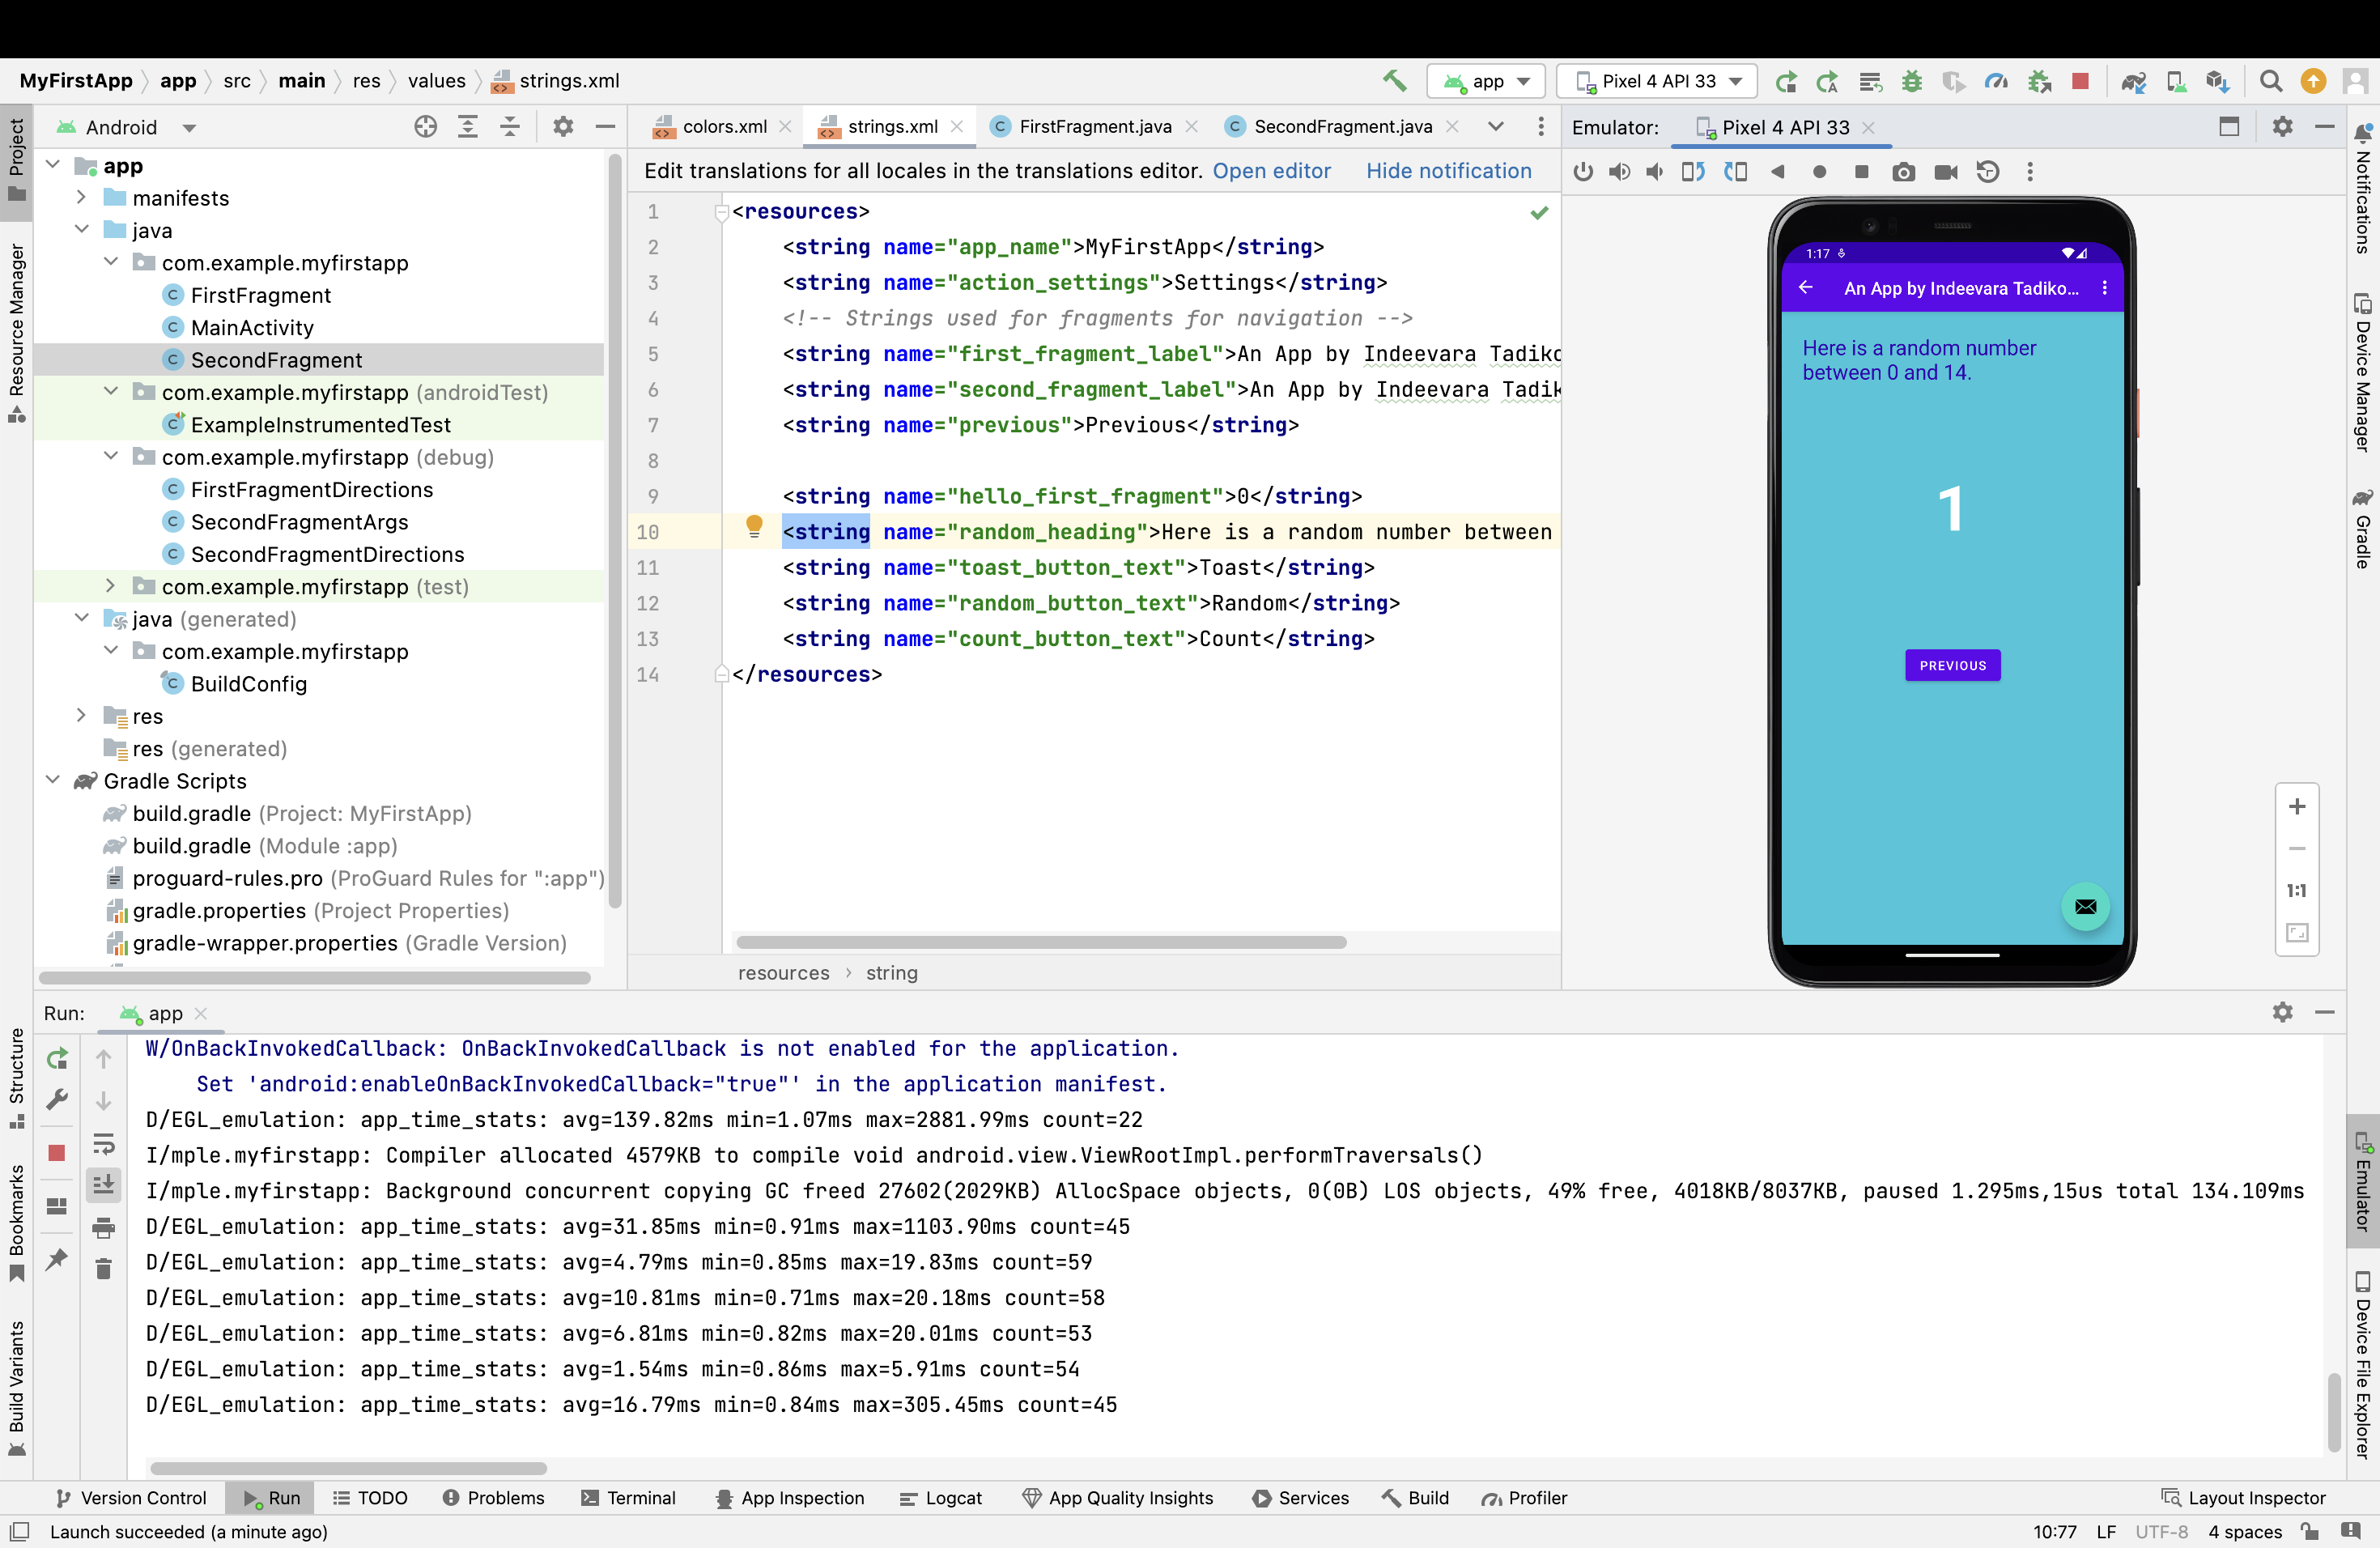 MyFirstApp app src main res values strings.xml
app Pixel 4 API 33
Project
Resource Manager
Structure
Bookmarks
Build Variants
Android
app
manifests
java
com.example.myfirstapp
FirstFragment
MainActivity
SecondFragment
com.example.myfirstapp (androidTest)
ExampleInstrumentedTest
com.example.myfirstapp (debug)
FirstFragmentDirections
SecondFragmentArgs
SecondFragmentDirections
com.example.myfirstapp (test)
java (generated)
com.example.myfirstapp
BuildConfig
res
res (generated)
Gradle Scripts
build.gradle (Project: MyFirstApp)
build.gradle (Module :app)
proguard-rules.pro (ProGuard Rules for ":app")
gradle.properties (Project Properties)
gradle-wrapper.properties (Gradle Version)
colors.xml strings.xml FirstFragment.java SecondFragment.java
Edit translations for all locales in the translations editor. Open editor Hide notification
1 <resources>
2 <string name="app_name">MyFirstApp</string>
3 <string name="action_settings">Settings</string>
4 <!-- Strings used for fragments for navigation -->
5 <string name="first_fragment_label">An App by Indeevara Tadiko
6 <string name="second_fragment_label">An App by Indeevara Tadik
7 <string name="previous">Previous</string>
8
9 <string name="hello_first_fragment">0</string>
10 <string name="random_heading">Here is a random number between
11 <string name="toast_button_text">Toast</string>
12 <string name="random_button_text">Random</string>
13 <string name="count_button_text">Count</string>
14 </resources>
resources › string
Emulator: Pixel 4 API 33
1:17
An App by Indeevara Tadiko...
Here is a random number
between 0 and 14.
1
PREVIOUS
1:1
Notifications
Device Manager
Gradle
Emulator
Device File Explorer
Run: app
W/OnBackInvokedCallback: OnBackInvokedCallback is not enabled for the application.
Set 'android:enableOnBackInvokedCallback="true"' in the application manifest.
D/EGL_emulation: app_time_stats: avg=139.82ms min=1.07ms max=2881.99ms count=22
I/mple.myfirstapp: Compiler allocated 4579KB to compile void android.view.ViewRootImpl.performTraversals()
I/mple.myfirstapp: Background concurrent copying GC freed 27602(2029KB) AllocSpace objects, 0(0B) LOS objects, 49% free, 4018KB/8037KB, paused 1.295ms,15us total 134.109ms
D/EGL_emulation: app_time_stats: avg=31.85ms min=0.91ms max=1103.90ms count=45
D/EGL_emulation: app_time_stats: avg=4.79ms min=0.85ms max=19.83ms count=59
D/EGL_emulation: app_time_stats: avg=10.81ms min=0.71ms max=20.18ms count=58
D/EGL_emulation: app_time_stats: avg=6.81ms min=0.82ms max=20.01ms count=53
D/EGL_emulation: app_time_stats: avg=1.54ms min=0.86ms max=5.91ms count=54
D/EGL_emulation: app_time_stats: avg=16.79ms min=0.84ms max=305.45ms count=45
Version Control Run TODO Problems Terminal App Inspection Logcat App Quality Insights Services Build Profiler Layout Inspector
Launch succeeded (a minute ago) 10:77 LF UTF-8 4 spaces